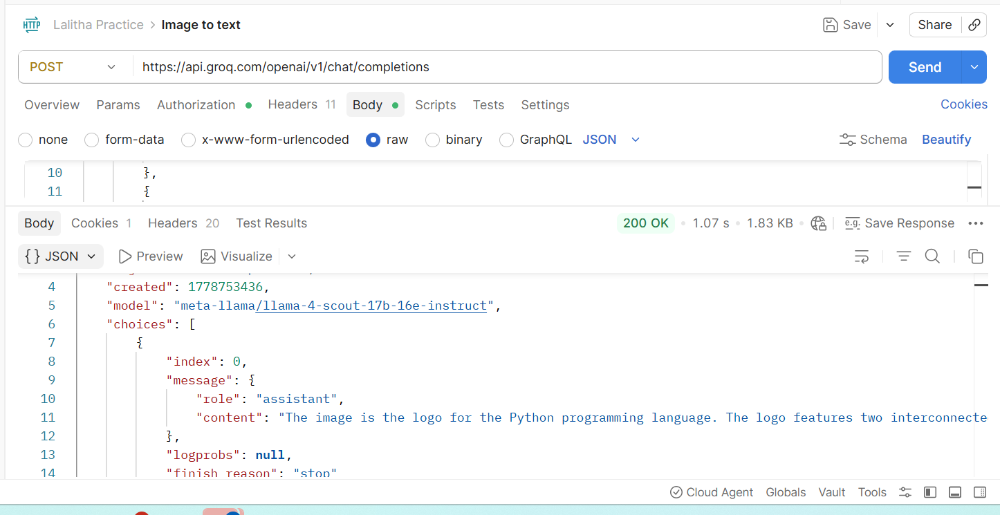 HTTP Lalitha Practice > Image to text Save Share
POST https://api.groq.com/openai/v1/chat/completions Send
Overview Params Authorization Headers 11 Body Scripts Tests Settings Cookies
none form-data x-www-form-urlencoded raw binary GraphQL JSON Schema Beautify
10 },
11 {
Body Cookies 1 Headers 20 Test Results 200 OK 1.07 s 1.83 KB e.g. Save Response
{} JSON Preview Visualize
4 "created": 1778753436,
5 "model": "meta-llama/llama-4-scout-17b-16e-instruct",
6 "choices": [
7 {
8 "index": 0,
9 "message": {
10 "role": "assistant",
11 "content": "The image is the logo for the Python programming language. The logo features two interconnecte
12 },
13 "logprobs": null,
14 "finish_reason": "stop"
Cloud Agent Globals Vault Tools